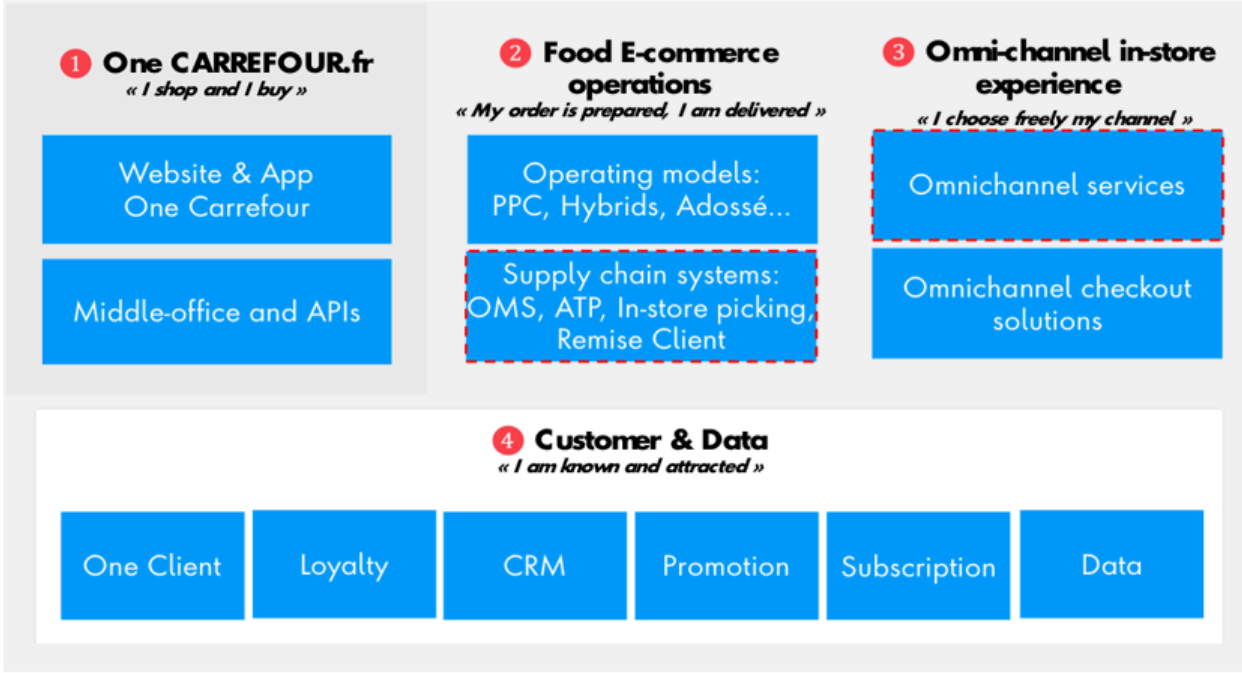 1 One CARREFOUR.fr
« I shop and I buy »
Website & App
One Carrefour
Middle-office and APIs
2 Food E-commerce
operations
« My order is prepared, I am delivered »
Operating models:
PPC, Hybrids, Adossé...
Supply chain systems:
OMS, ATP, In-store picking,
Remise Client
3 Omni-channel in-store
experience
« I choose freely my channel »
Omnichannel services
Omnichannel checkout
solutions
4 Customer & Data
« I am known and attracted »
One Client
Loyalty
CRM
Promotion
Subscription
Data